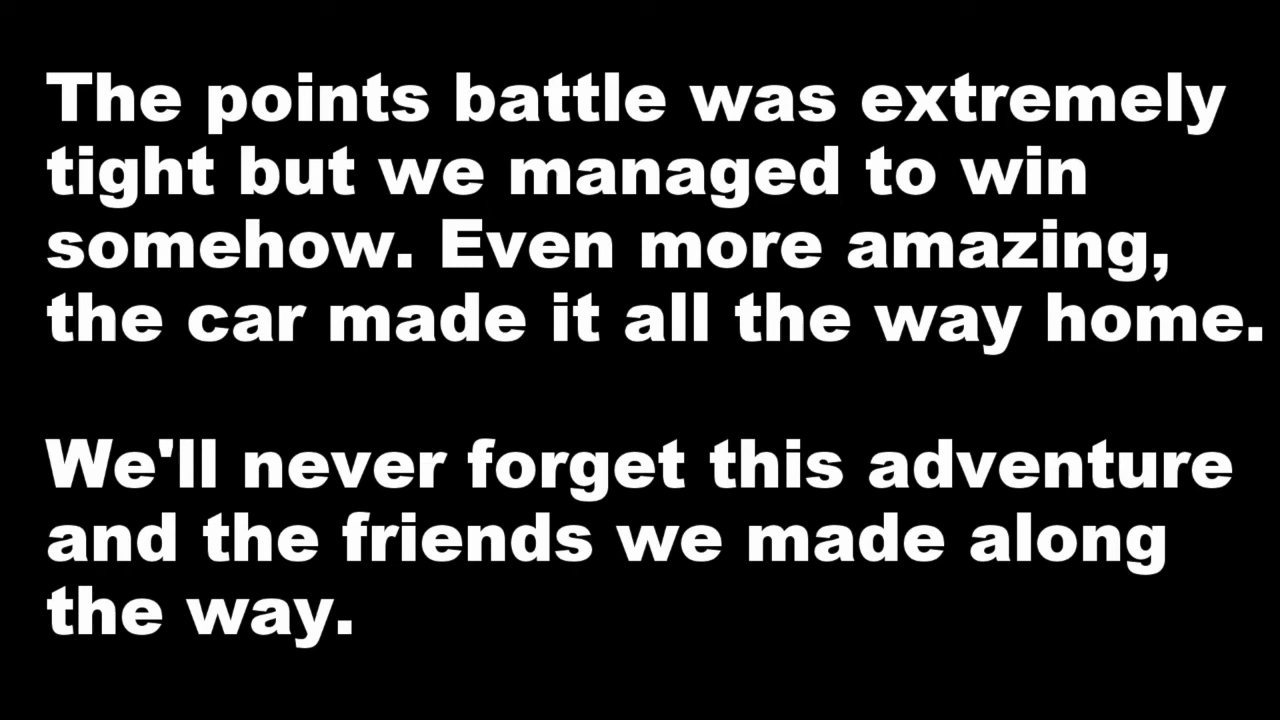 The points battle was extremely
tight but we managed to win
somehow. Even more amazing,
the car made it all the way home.
We'll never forget this adventure
and the friends we made along
the way.